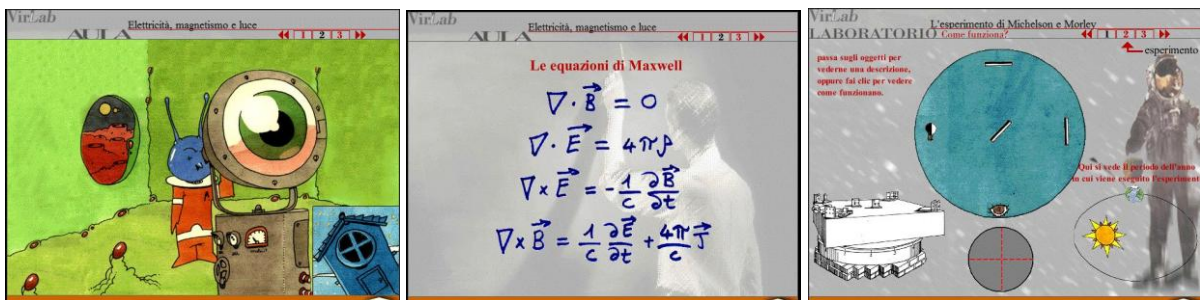 VirLab
Elettricità, magnetismo e luce
AULA
1 2 3
VirLab
Elettricità, magnetismo e luce
AULA
1 2 3
Le equazioni di Maxwell
∇·B⃗ = 0
∇·E⃗ = 4πρ
∇×E⃗ = -1/c ∂B⃗/∂t
∇×B⃗ = 1/c ∂E⃗/∂t + 4π/c J⃗
VirLab
L'esperimento di Michelson e Morley
LABORATORIO Come funziona?
1 2 3
esperimento
passa sugli oggetti per
vederne una descrizione,
oppure fai clic per vedere
come funzionano.
Qui si vede il periodo dell'anno
in cui viene eseguito l'esperiment